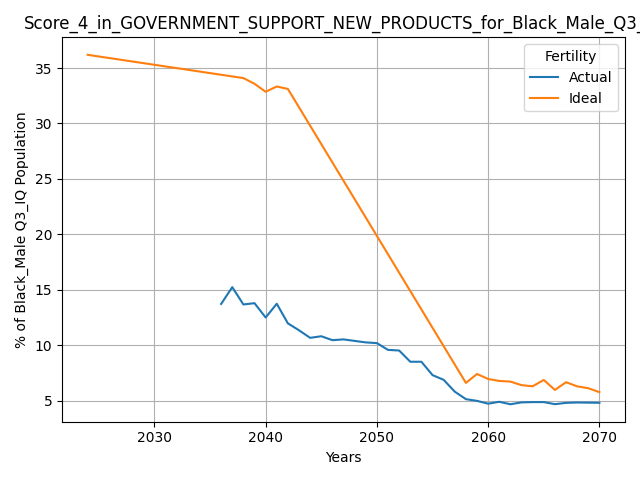 Score_4_in_GOVERNMENT_SUPPORT_NEW_PRODUCTS_for_Black_Male_Q3_
Fertility
Actual
Ideal
% of Black_Male Q3_IQ Population
35
30
25
20
15
10
5
2030
2040
2050
2060
2070
Years